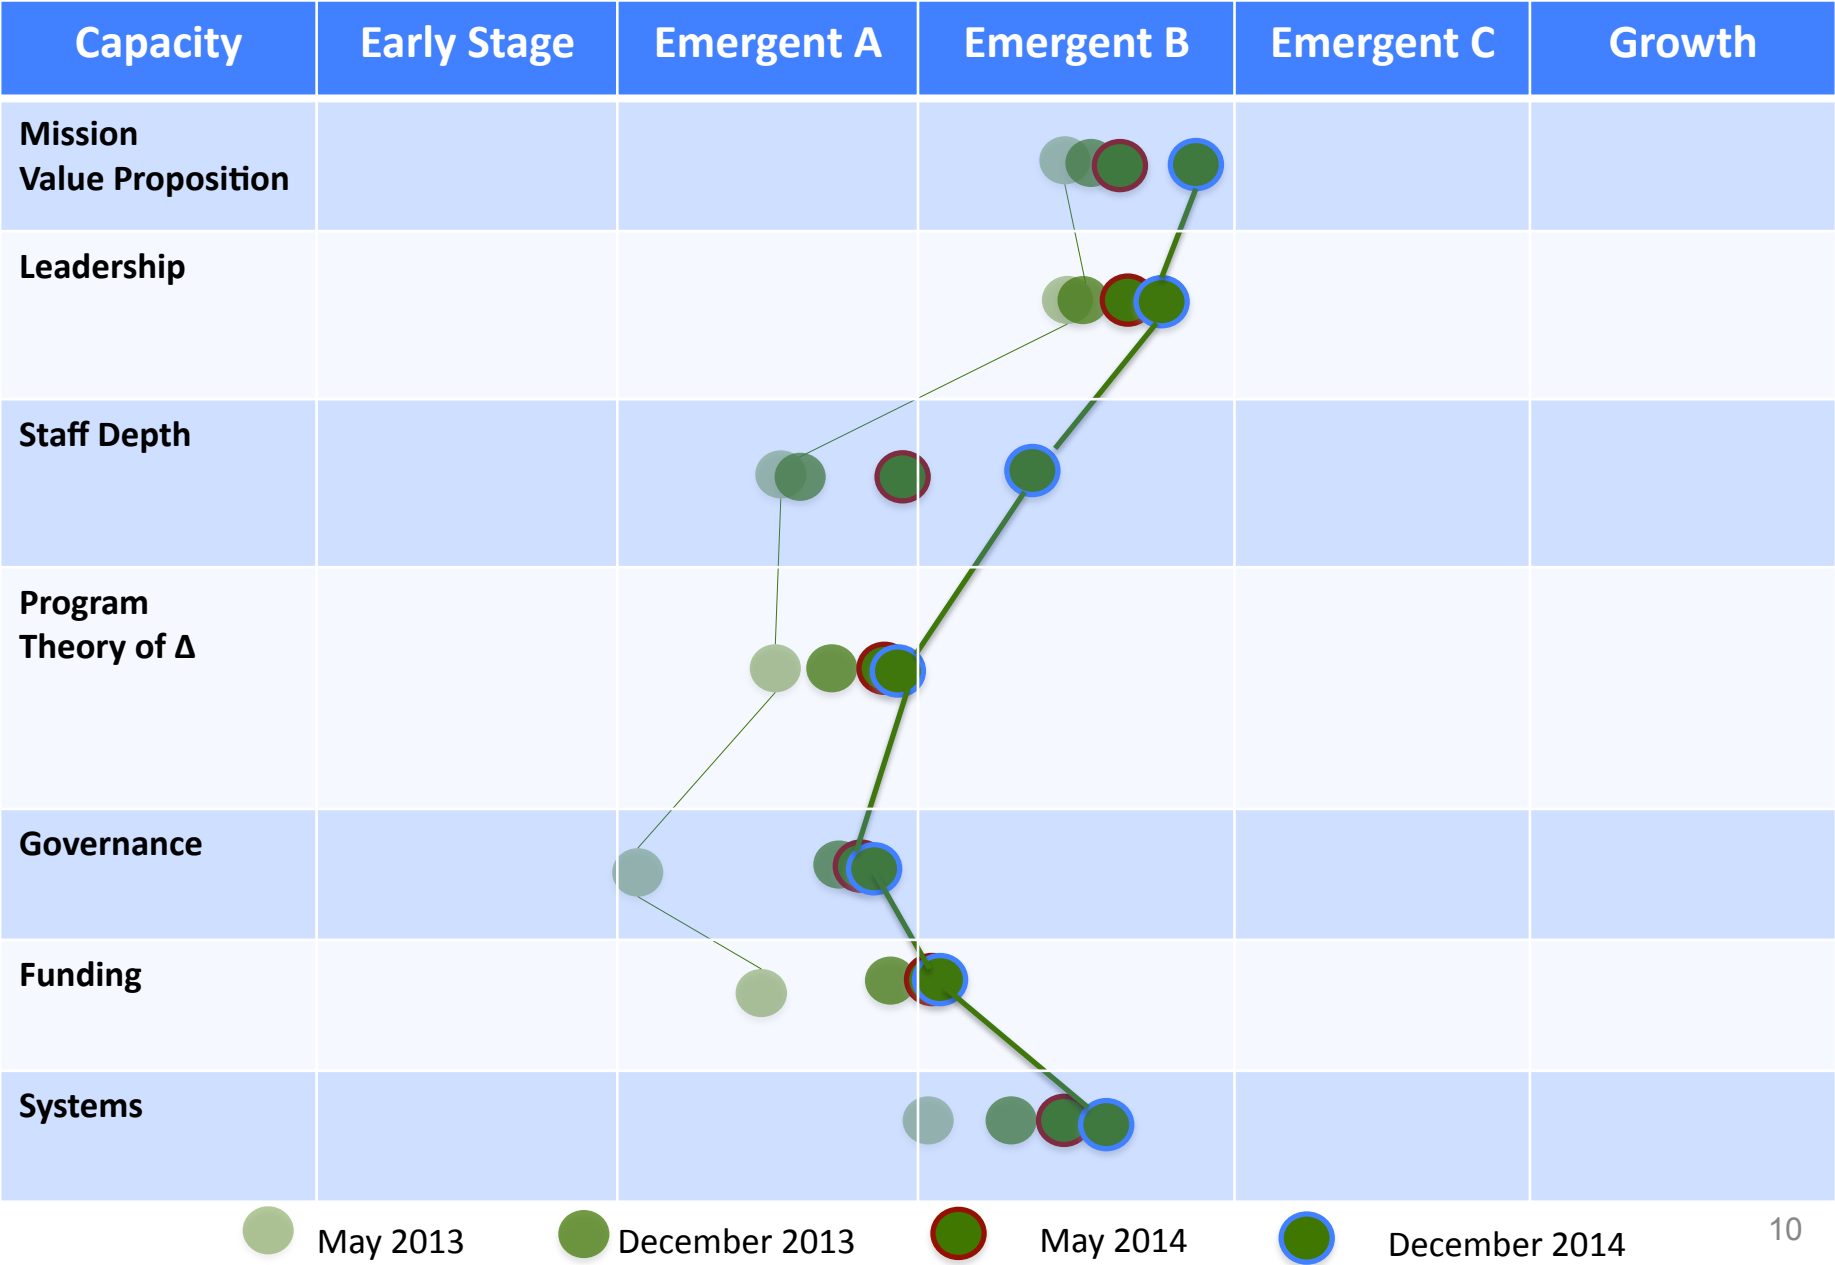 Capacity Early Stage Emergent A Emergent B Emergent C Growth
Mission
Value Proposition
Leadership
Staff Depth
Program
Theory of Δ
Governance
Funding
Systems
May 2013 December 2013 May 2014 December 2014
10